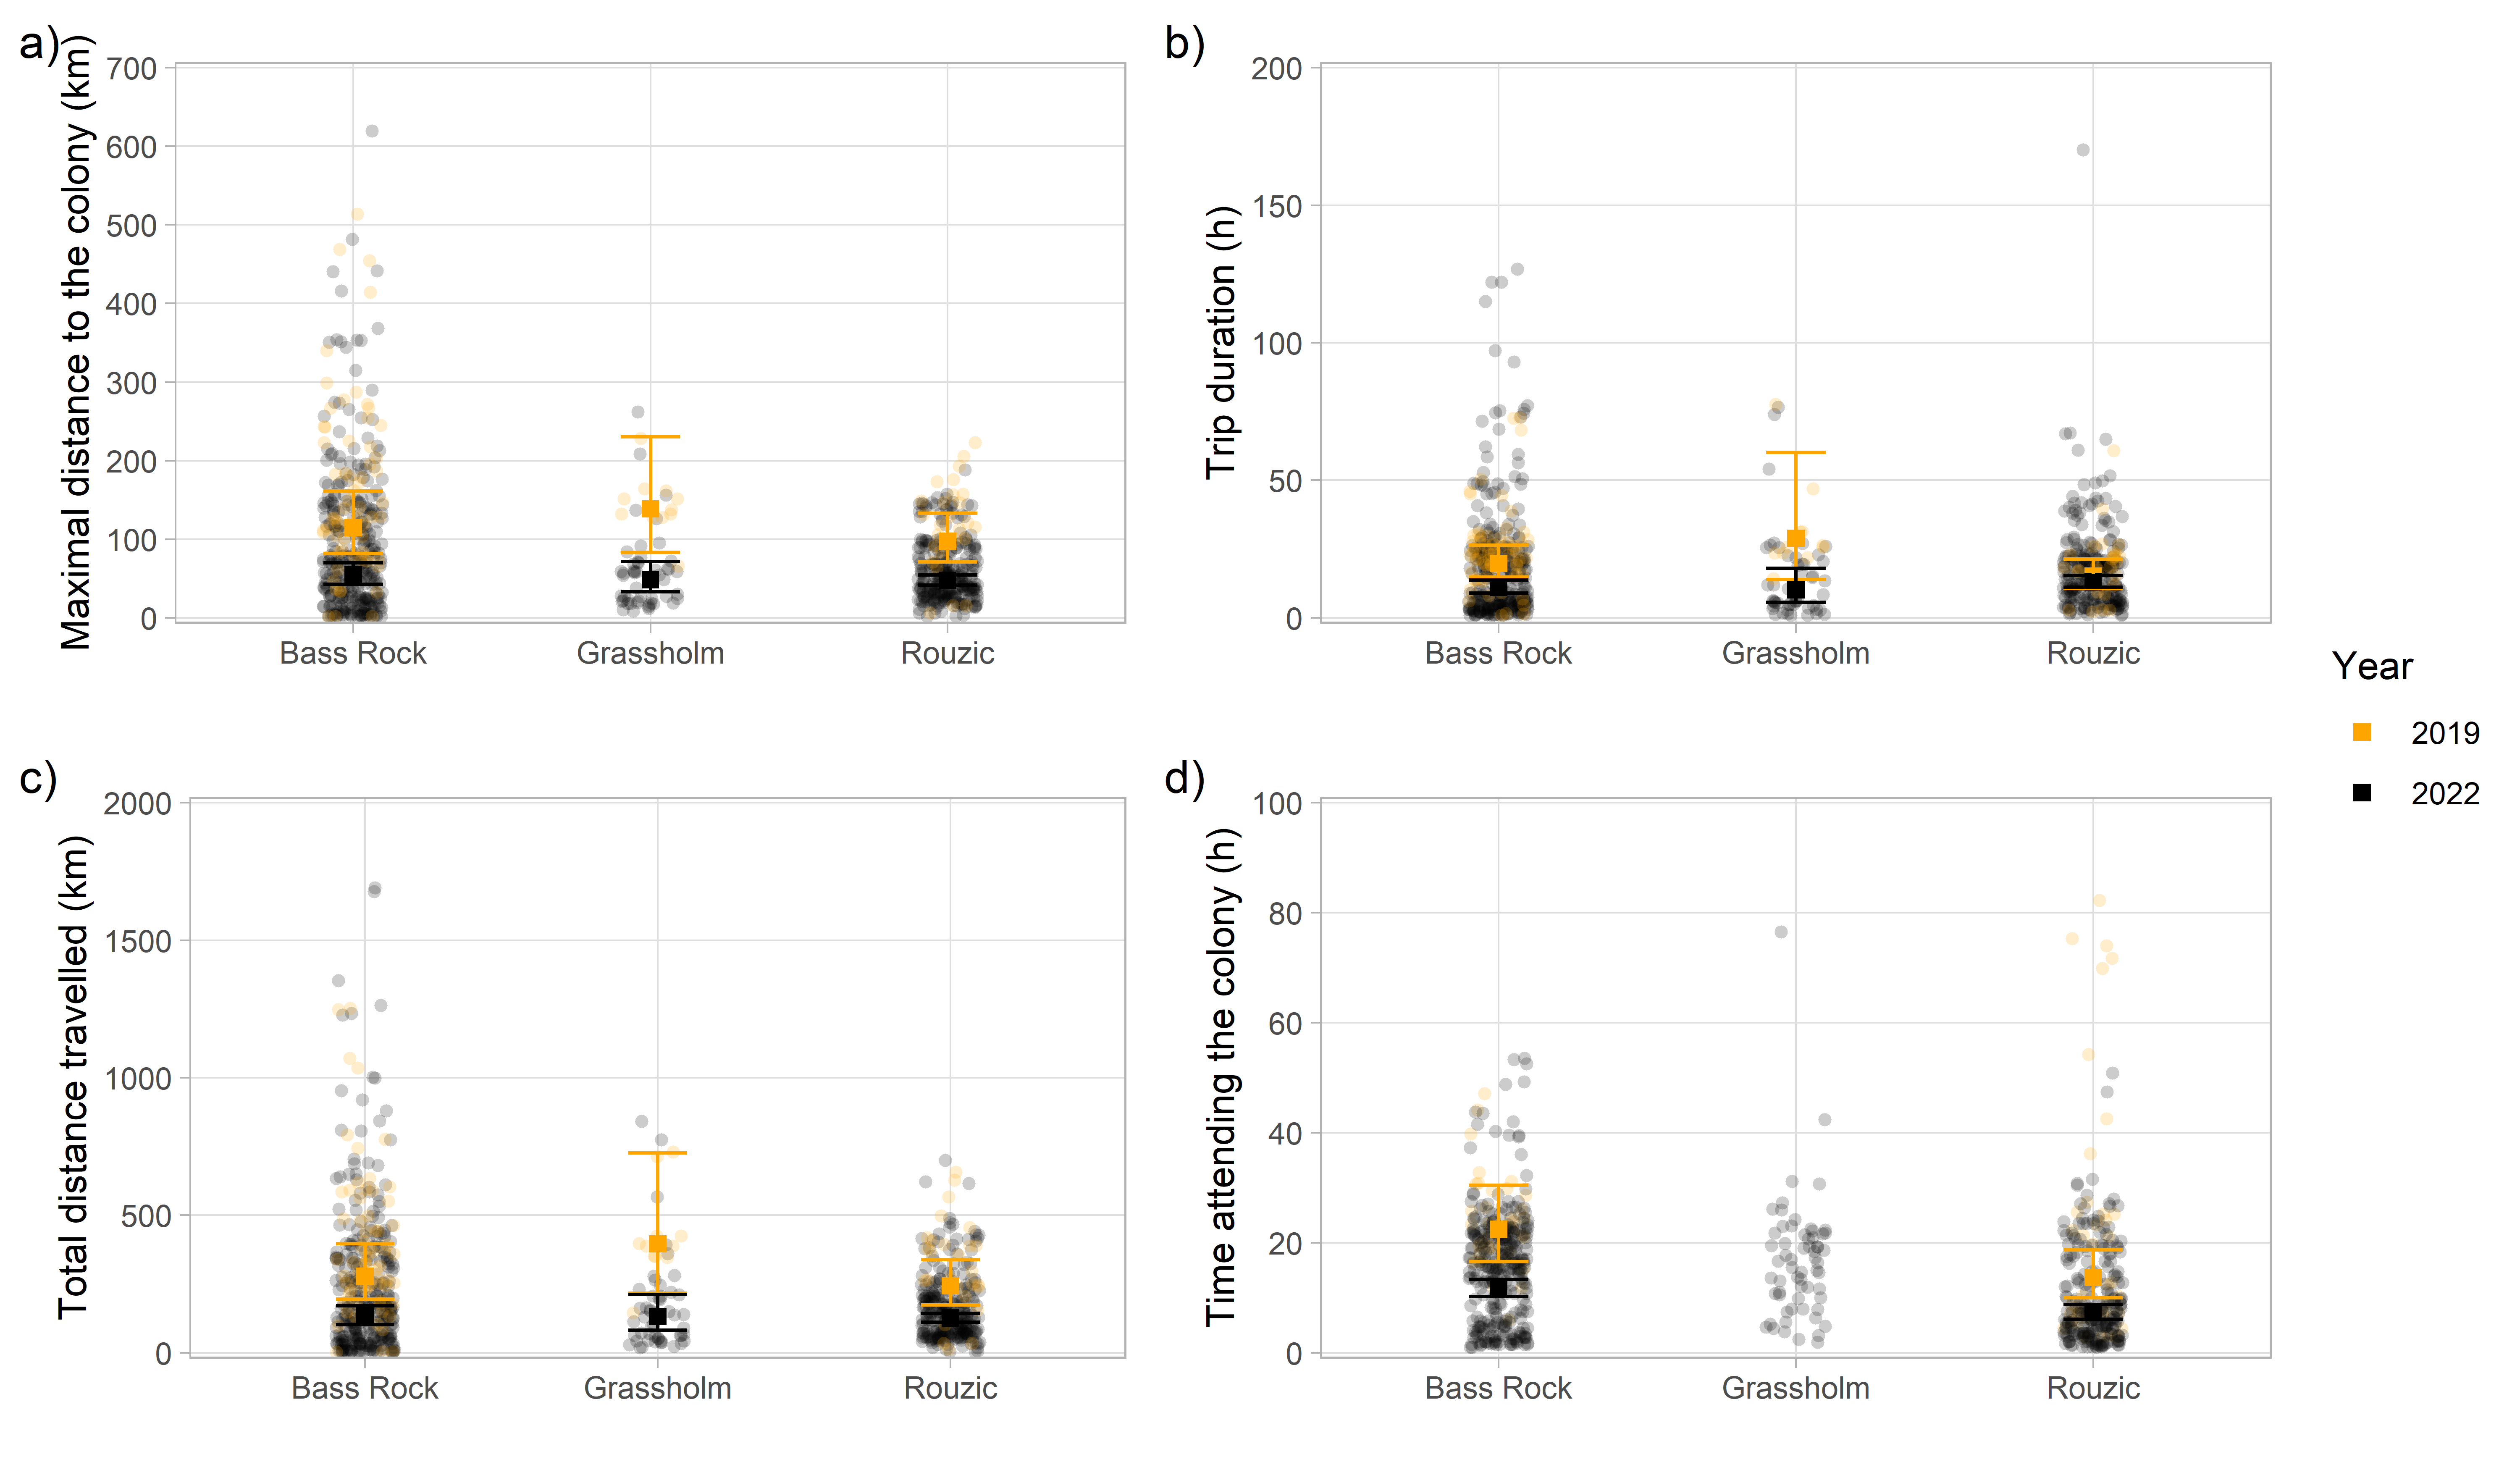 a)
Maximal distance to the colony (km)
700
600
500
400
300
200
100
0
Bass Rock Grassholm Rouzic
b)
Trip duration (h)
200
150
100
50
0
Bass Rock Grassholm Rouzic
Year
2019
2022
c)
Total distance travelled (km)
2000
1500
1000
500
0
Bass Rock Grassholm Rouzic
d)
Time attending the colony (h)
100
80
60
40
20
0
Bass Rock Grassholm Rouzic